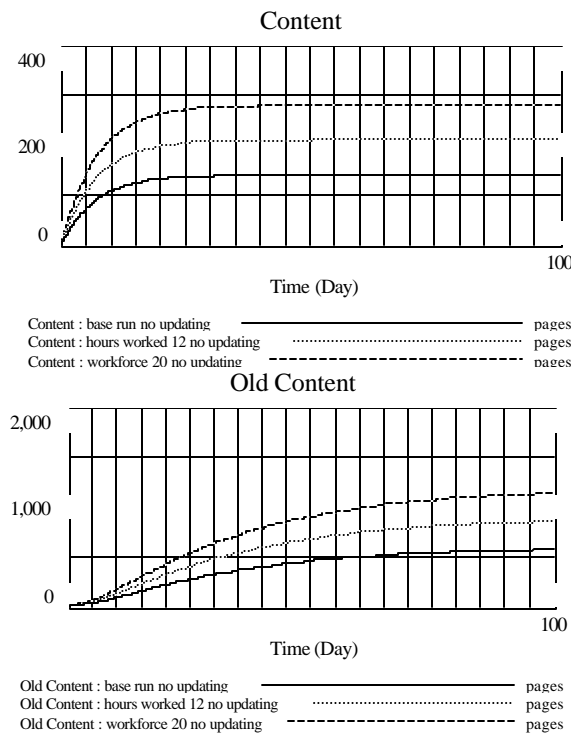 Content
400
200
0
100
Time (Day)
Content : base run no updating pages
Content : hours worked 12 no updating pages
Content : workforce 20 no updating pages
Old Content
2,000
1,000
0
100
Time (Day)
Old Content : base run no updating pages
Old Content : hours worked 12 no updating pages
Old Content : workforce 20 no updating pages